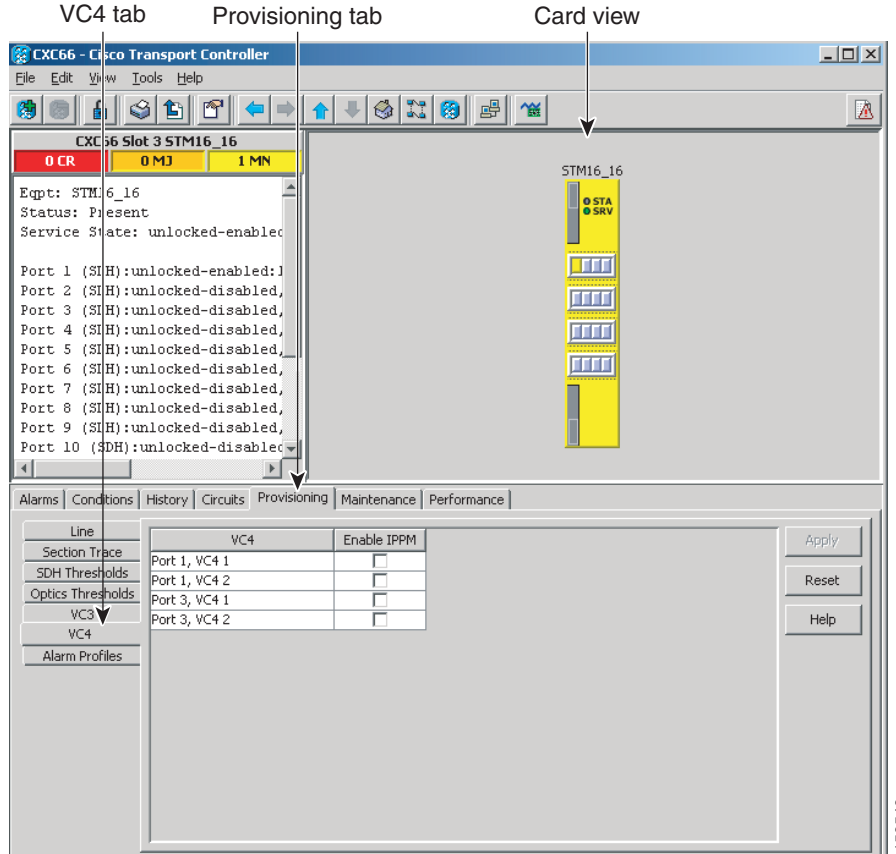 VC4 tab
Provisioning tab
Card view
CXC66 - Cisco Transport Controller
File Edit View Tools Help
CXC66 Slot 3 STM16_16
0 CR 0 MJ 1 MN
Eqpt: STM16_16
Status: Present
Service State: unlocked-enabled
Port 1 (SDH):unlocked-enabled:
Port 2 (SDH):unlocked-disabled,
Port 3 (SDH):unlocked-disabled,
Port 4 (SDH):unlocked-disabled,
Port 5 (SDH):unlocked-disabled,
Port 6 (SDH):unlocked-disabled,
Port 7 (SDH):unlocked-disabled,
Port 8 (SDH):unlocked-disabled,
Port 9 (SDH):unlocked-disabled,
Port 10 (SDH):unlocked-disabled
STM16_16
STA
SRV
Alarms Conditions History Circuits Provisioning Maintenance Performance
Line
Section Trace
SDH Thresholds
Optics Thresholds
VC3
VC4
Alarm Profiles
VC4 Enable IPPM
Port 1, VC4 1
Port 1, VC4 2
Port 3, VC4 1
Port 3, VC4 2
Apply
Reset
Help